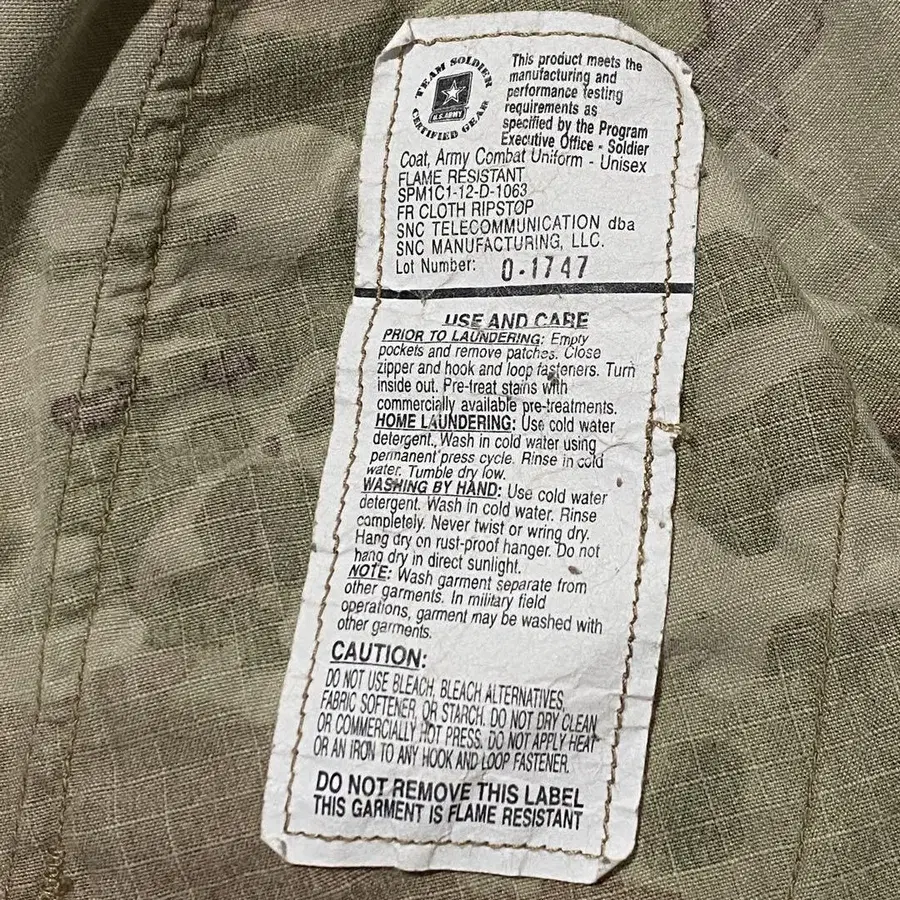 TEAM SOLDIER
U.S. ARMY
CERTIFIED GEAR
This product meets the
manufacturing and
performance testing
requirements as
specified by the Program
Executive Office - Soldier
Coat, Army Combat Uniform - Unisex
FLAME RESISTANT
SPM1C1-12-D-1063
FR CLOTH RIPSTOP
SNC TELECOMMUNICATION dba
SNC MANUFACTURING, LLC.
Lot Number: 0-1747
USE AND CARE
PRIOR TO LAUNDERING: Empty
pockets and remove patches. Close
zipper and hook and loop fasteners. Turn
inside out. Pre-treat stains with
commercially available pre-treatments.
HOME LAUNDERING: Use cold water
detergent. Wash in cold water using
permanent press cycle. Rinse in cold
water. Tumble dry low.
WASHING BY HAND: Use cold water
detergent. Wash in cold water. Rinse
completely. Never twist or wring dry.
Hang dry on rust-proof hanger. Do not
hang dry in direct sunlight.
NOTE: Wash garment separate from
other garments. In military field
operations, garment may be washed with
other garments.
CAUTION:
DO NOT USE BLEACH, BLEACH ALTERNATIVES,
FABRIC SOFTENER, OR STARCH. DO NOT DRY CLEAN
OR COMMERCIALLY HOT PRESS. DO NOT APPLY HEAT
OR AN IRON TO ANY HOOK AND LOOP FASTENER.
DO NOT REMOVE THIS LABEL
THIS GARMENT IS FLAME RESISTANT